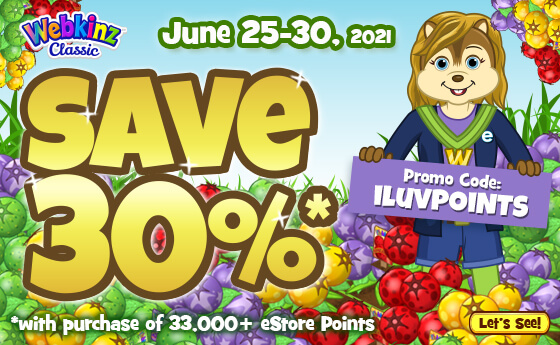 Webkinz
Classic
June 25-30, 2021
SAVE
30%*
W
e
Promo Code:
ILUVPOINTS
*with purchase of 33,000+ eStore Points
Let's See!